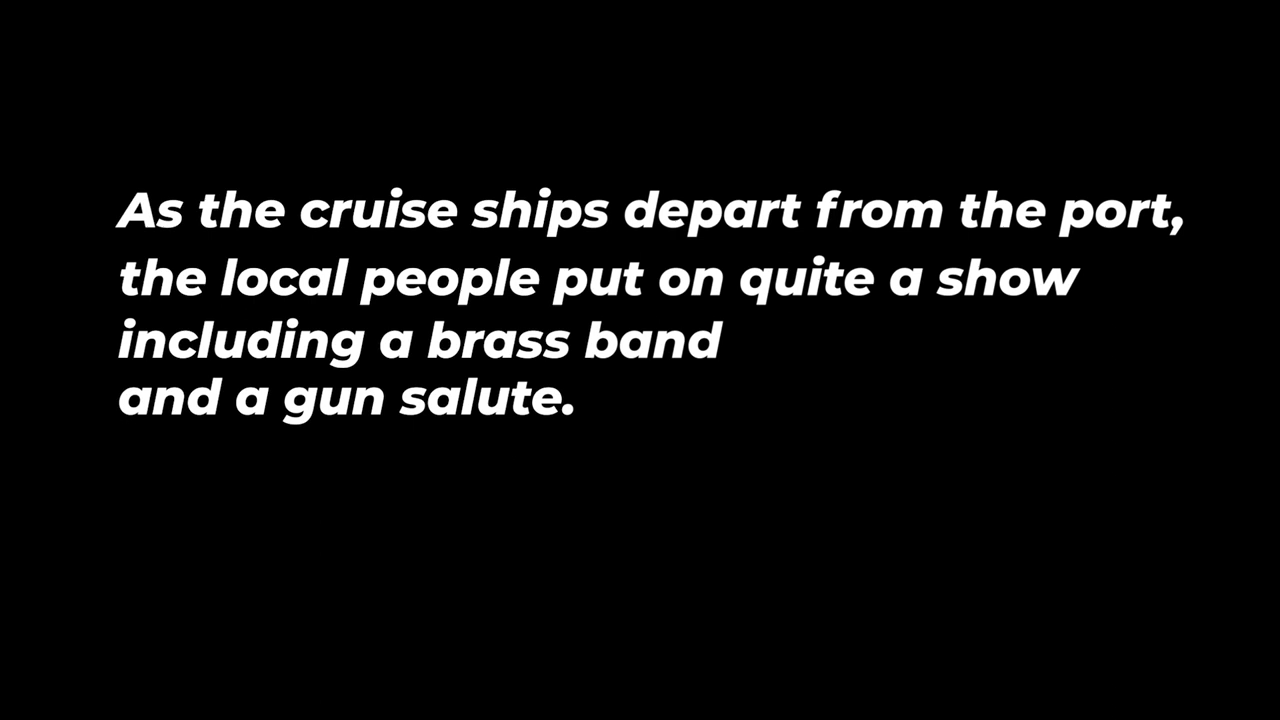 As the cruise ships depart from the port,
the local people put on quite a show
including a brass band
and a gun salute.